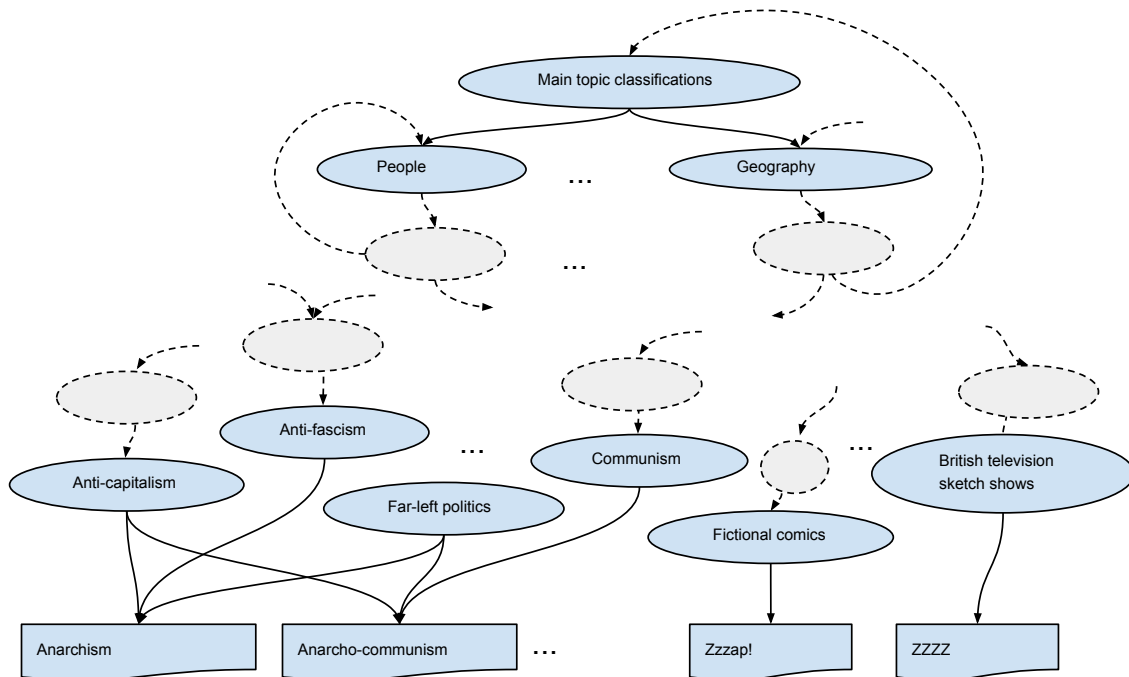 Main topic classifications
People
Geography
...
...
Anti-fascism
Anti-capitalism
...
Communism
...
British television
sketch shows
Far-left politics
Fictional comics
Anarchism
Anarcho-communism
...
Zzzap!
ZZZZ